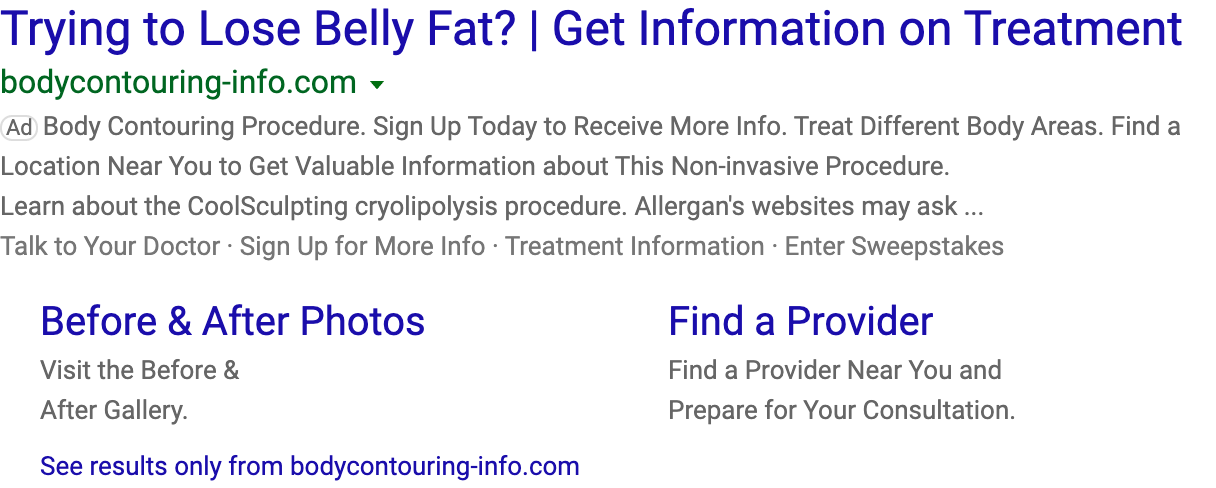 Trying to Lose Belly Fat? | Get Information on Treatment
bodycontouring-info.com
Ad Body Contouring Procedure. Sign Up Today to Receive More Info. Treat Different Body Areas. Find a
Location Near You to Get Valuable Information about This Non-invasive Procedure.
Learn about the CoolSculpting cryolipolysis procedure. Allergan's websites may ask ...
Talk to Your Doctor · Sign Up for More Info · Treatment Information · Enter Sweepstakes
Before & After Photos
Visit the Before &
After Gallery.
Find a Provider
Find a Provider Near You and
Prepare for Your Consultation.
See results only from bodycontouring-info.com